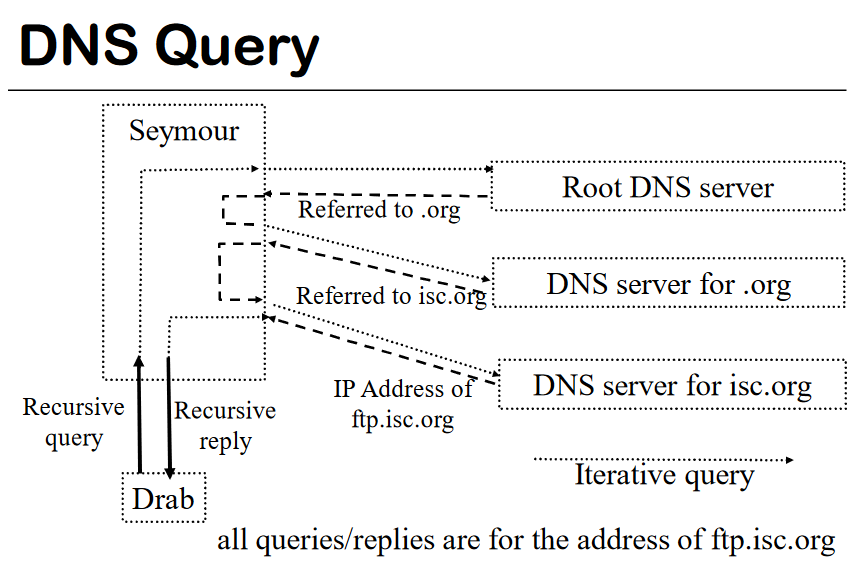 DNS Query
Seymour
Root DNS server
Referred to .org
DNS server for .org
Referred to isc.org
DNS server for isc.org
IP Address of
ftp.isc.org
Recursive
query
Recursive
reply
Iterative query
Drab
all queries/replies are for the address of ftp.isc.org